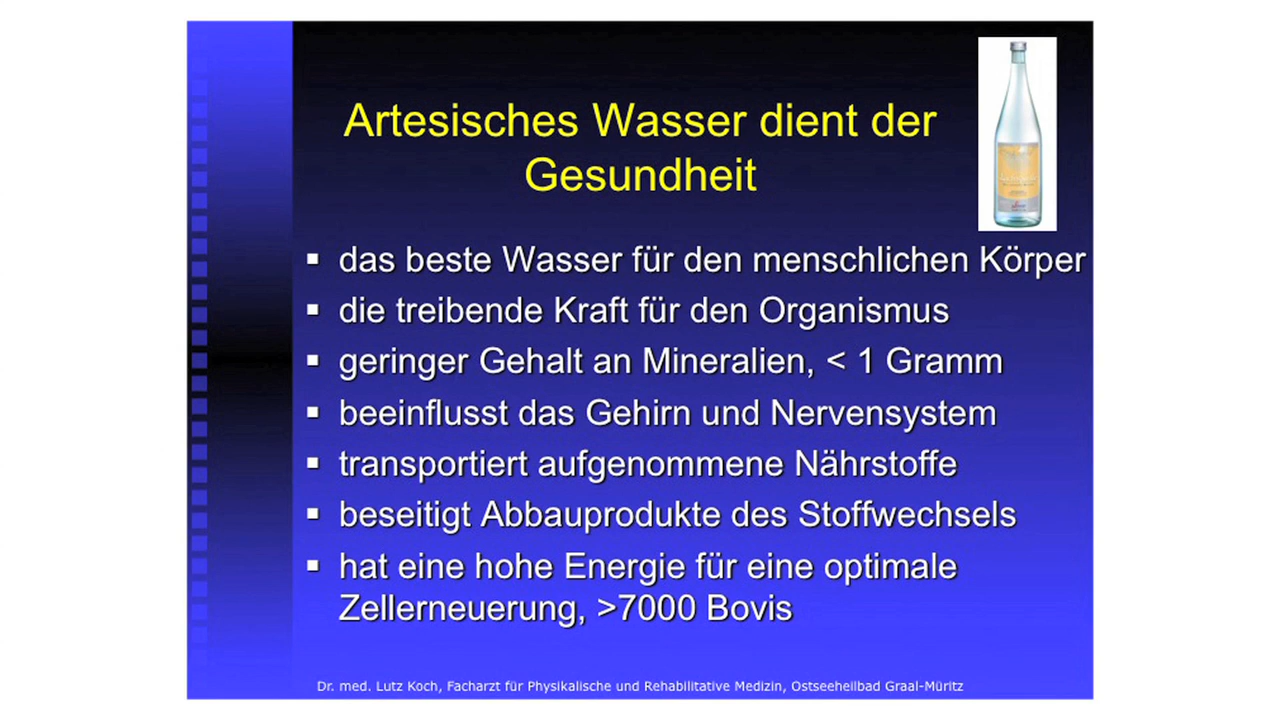 Artesisches Wasser dient der
Gesundheit
▪ das beste Wasser für den menschlichen Körper
▪ die treibende Kraft für den Organismus
▪ geringer Gehalt an Mineralien, < 1 Gramm
▪ beeinflusst das Gehirn und Nervensystem
▪ transportiert aufgenommene Nährstoffe
▪ beseitigt Abbauprodukte des Stoffwechsels
▪ hat eine hohe Energie für eine optimale
Zellerneuerung, >7000 Bovis
Dr. med. Lutz Koch, Facharzt für Physikalische und Rehabilitative Medizin, Ostseeheilbad Graal-Müritz